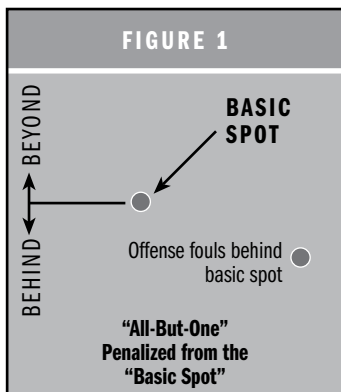 FIGURE 1
BEYOND
BEHIND
BASIC
SPOT
Offense fouls behind
basic spot
“All-But-One”
Penalized from the
“Basic Spot”